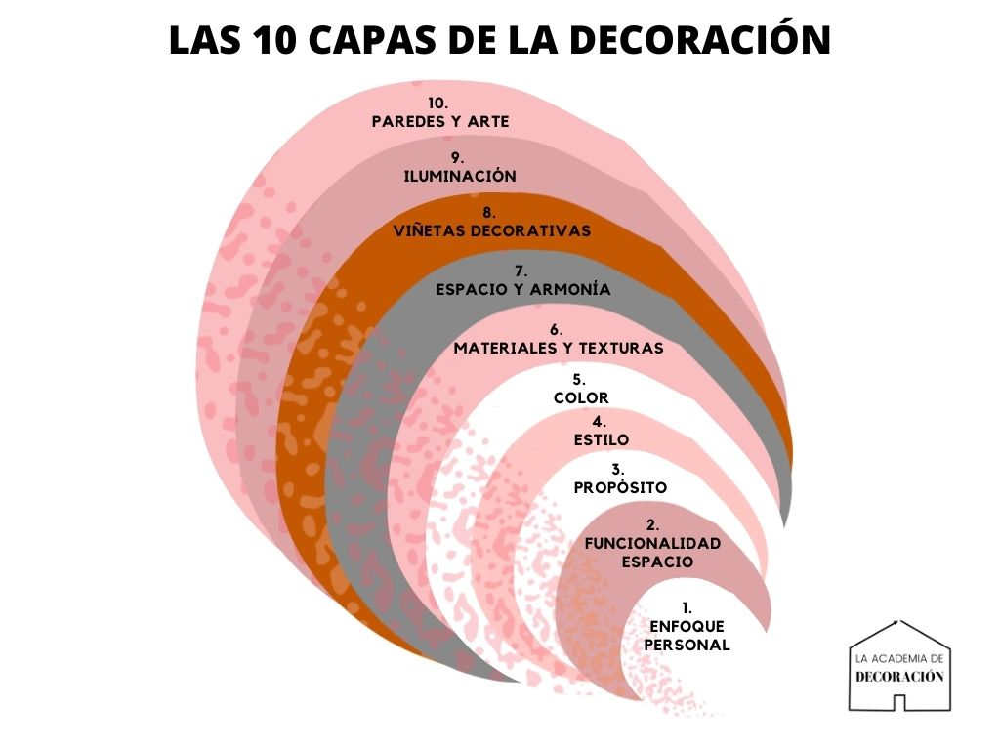 LAS 10 CAPAS DE LA DECORACIÓN
10.
PAREDES Y ARTE
9.
ILUMINACIÓN
8.
VIÑETAS DECORATIVAS
7.
ESPACIO Y ARMONÍA
6.
MATERIALES Y TEXTURAS
5.
COLOR
4.
ESTILO
3.
PROPÓSITO
2.
FUNCIONALIDAD
ESPACIO
1.
ENFOQUE
PERSONAL
LA ACADEMIA DE
DECORACIÓN